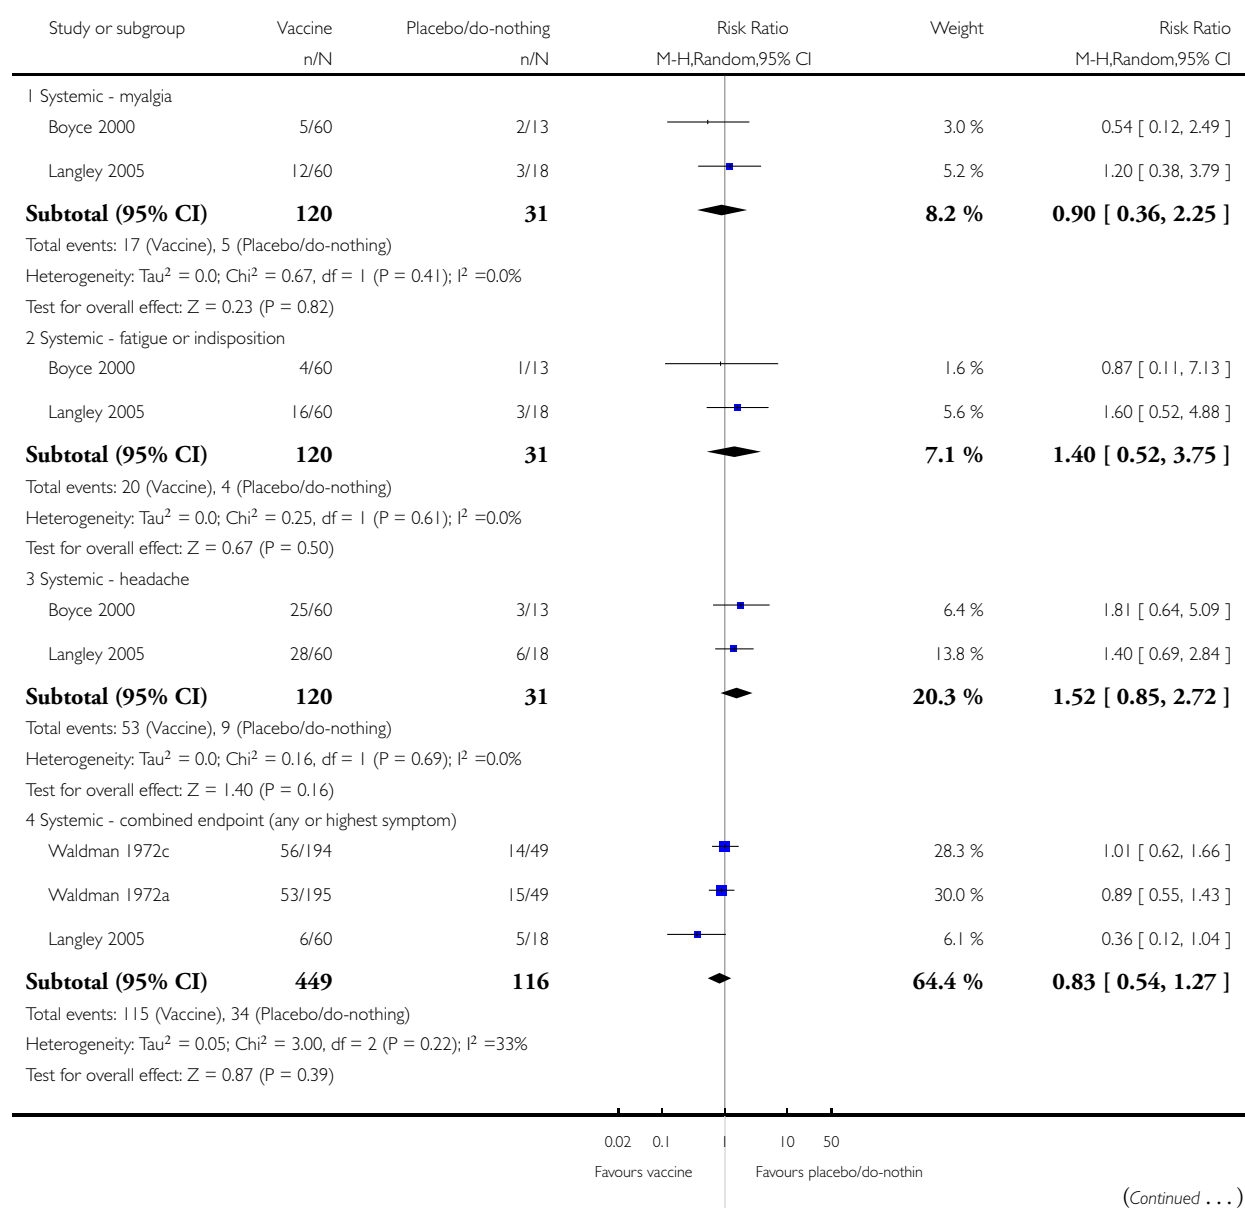 Study or subgroup Vaccine Placebo/do-nothing Risk Ratio Weight Risk Ratio
n/N n/N M-H,Random,95% CI M-H,Random,95% CI
1 Systemic - myalgia
Boyce 2000 5/60 2/13 3.0 % 0.54 [ 0.12, 2.49 ]
Langley 2005 12/60 3/18 5.2 % 1.20 [ 0.38, 3.79 ]
Subtotal (95% CI) 120 31 8.2 % 0.90 [ 0.36, 2.25 ]
Total events: 17 (Vaccine), 5 (Placebo/do-nothing)
Heterogeneity: Tau² = 0.0; Chi² = 0.67, df = 1 (P = 0.41); I² =0.0%
Test for overall effect: Z = 0.23 (P = 0.82)
2 Systemic - fatigue or indisposition
Boyce 2000 4/60 1/13 1.6 % 0.87 [ 0.11, 7.13 ]
Langley 2005 16/60 3/18 5.6 % 1.60 [ 0.52, 4.88 ]
Subtotal (95% CI) 120 31 7.1 % 1.40 [ 0.52, 3.75 ]
Total events: 20 (Vaccine), 4 (Placebo/do-nothing)
Heterogeneity: Tau² = 0.0; Chi² = 0.25, df = 1 (P = 0.61); I² =0.0%
Test for overall effect: Z = 0.67 (P = 0.50)
3 Systemic - headache
Boyce 2000 25/60 3/13 6.4 % 1.81 [ 0.64, 5.09 ]
Langley 2005 28/60 6/18 13.8 % 1.40 [ 0.69, 2.84 ]
Subtotal (95% CI) 120 31 20.3 % 1.52 [ 0.85, 2.72 ]
Total events: 53 (Vaccine), 9 (Placebo/do-nothing)
Heterogeneity: Tau² = 0.0; Chi² = 0.16, df = 1 (P = 0.69); I² =0.0%
Test for overall effect: Z = 1.40 (P = 0.16)
4 Systemic - combined endpoint (any or highest symptom)
Waldman 1972c 56/194 14/49 28.3 % 1.01 [ 0.62, 1.66 ]
Waldman 1972a 53/195 15/49 30.0 % 0.89 [ 0.55, 1.43 ]
Langley 2005 6/60 5/18 6.1 % 0.36 [ 0.12, 1.04 ]
Subtotal (95% CI) 449 116 64.4 % 0.83 [ 0.54, 1.27 ]
Total events: 115 (Vaccine), 34 (Placebo/do-nothing)
Heterogeneity: Tau² = 0.05; Chi² = 3.00, df = 2 (P = 0.22); I² =33%
Test for overall effect: Z = 0.87 (P = 0.39)
0.02 0.1 1 10 50
Favours vaccine Favours placebo/do-nothin
(Continued . . . )